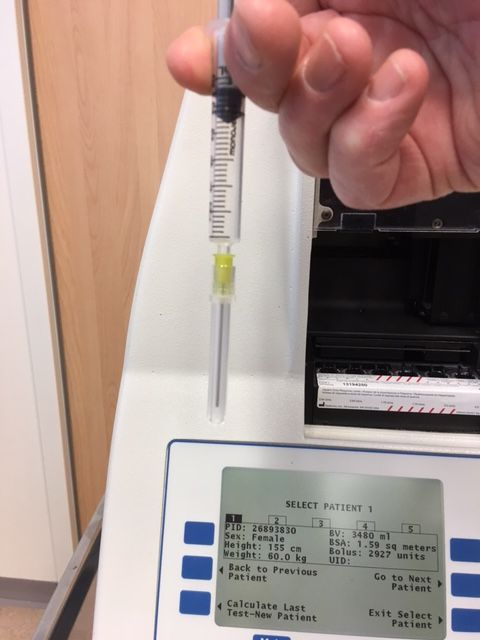 MONOJ
13194200
SELECT PATIENT 1
1 2 3 4 5
PID: 26893830
Sex: Female
Height: 155 cm
Weight: 60.0 kg
BV: 3480 ml
BSA: 1.59 sq meters
Bolus: 2927 units
UID:
Back to Previous
Patient
Go to Next
Patient
Calculate Last
Test-New Patient
Exit Select
Patient